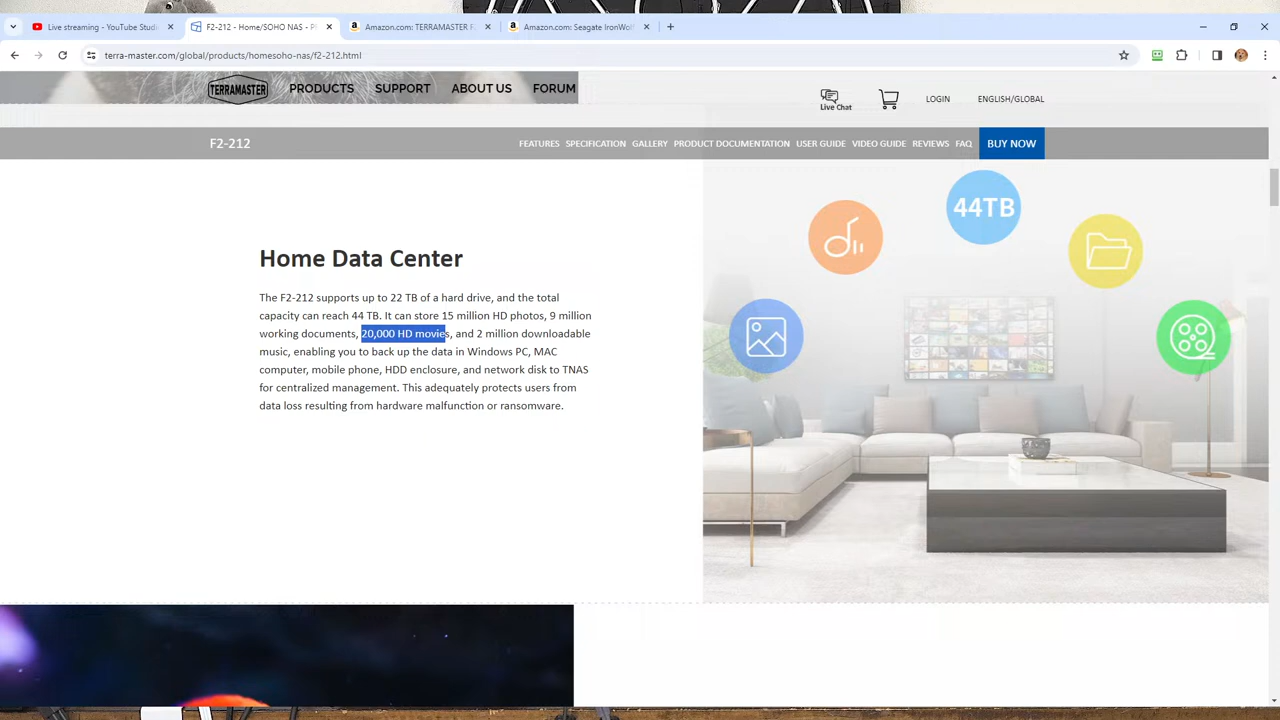 Live streaming - YouTube Studi
F2-212 - Home/SOHO NAS - P
Amazon.com: TERRAMASTER F
Amazon.com: Seagate IronWolf
terra-master.com/global/products/homesoho-nas/f2-212.html
TERRAMASTER
PRODUCTS
SUPPORT
ABOUT US
FORUM
Live Chat
LOGIN
ENGLISH/GLOBAL
F2-212
FEATURES
SPECIFICATION
GALLERY
PRODUCT DOCUMENTATION
USER GUIDE
VIDEO GUIDE
REVIEWS
FAQ
BUY NOW
44TB
Home Data Center
The F2-212 supports up to 22 TB of a hard drive, and the total
capacity can reach 44 TB. It can store 15 million HD photos, 9 million
working documents, 20,000 HD movies, and 2 million downloadable
music, enabling you to back up the data in Windows PC, MAC
computer, mobile phone, HDD enclosure, and network disk to TNAS
for centralized management. This adequately protects users from
data loss resulting from hardware malfunction or ransomware.